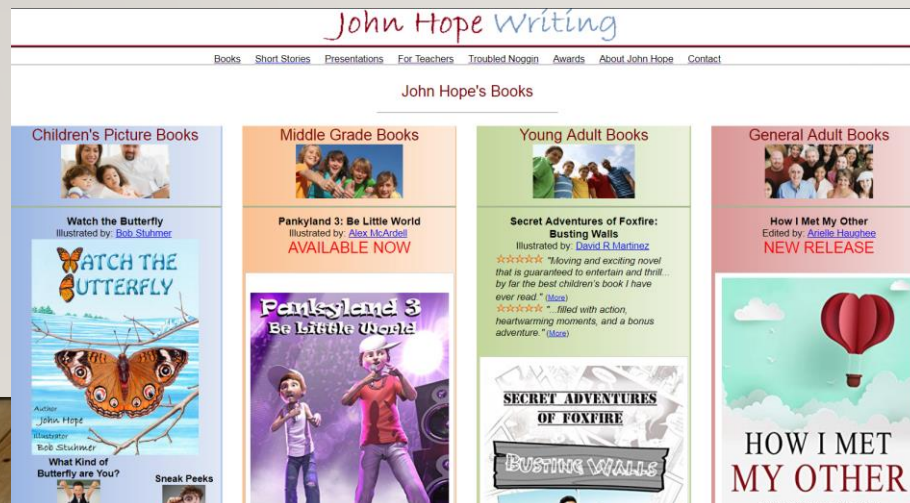 John Hope Writing
Books Short Stories Presentations For Teachers Troubled Noggin Awards About John Hope Contact
John Hope's Books
Children's Picture Books
Watch the Butterfly
Illustrated by: Bob Stuhmer
WATCH THE
BUTTERFLY
Author
John Hope
Illustrator
Bob Stuhmer
What Kind of
Butterfly are You?
Sneak Peeks
Middle Grade Books
Pankyland 3: Be Little World
Illustrated by: Alex McArdell
AVAILABLE NOW
Pankyland 3
Be Little World
Young Adult Books
Secret Adventures of Foxfire:
Busting Walls
Illustrated by: David R Martinez
☆☆☆☆☆ "Moving and exciting novel
that is guaranteed to entertain and thrill...
by far the best children's book I have
ever read." (More)
☆☆☆☆☆ "...filled with action,
heartwarming moments, and a bonus
adventure." (More)
SECRET ADVENTURES
OF FOXFIRE
BUSTING WALLS
General Adult Books
How I Met My Other
Edited by: Arielle Haughee
NEW RELEASE
HOW I MET
MY OTHER